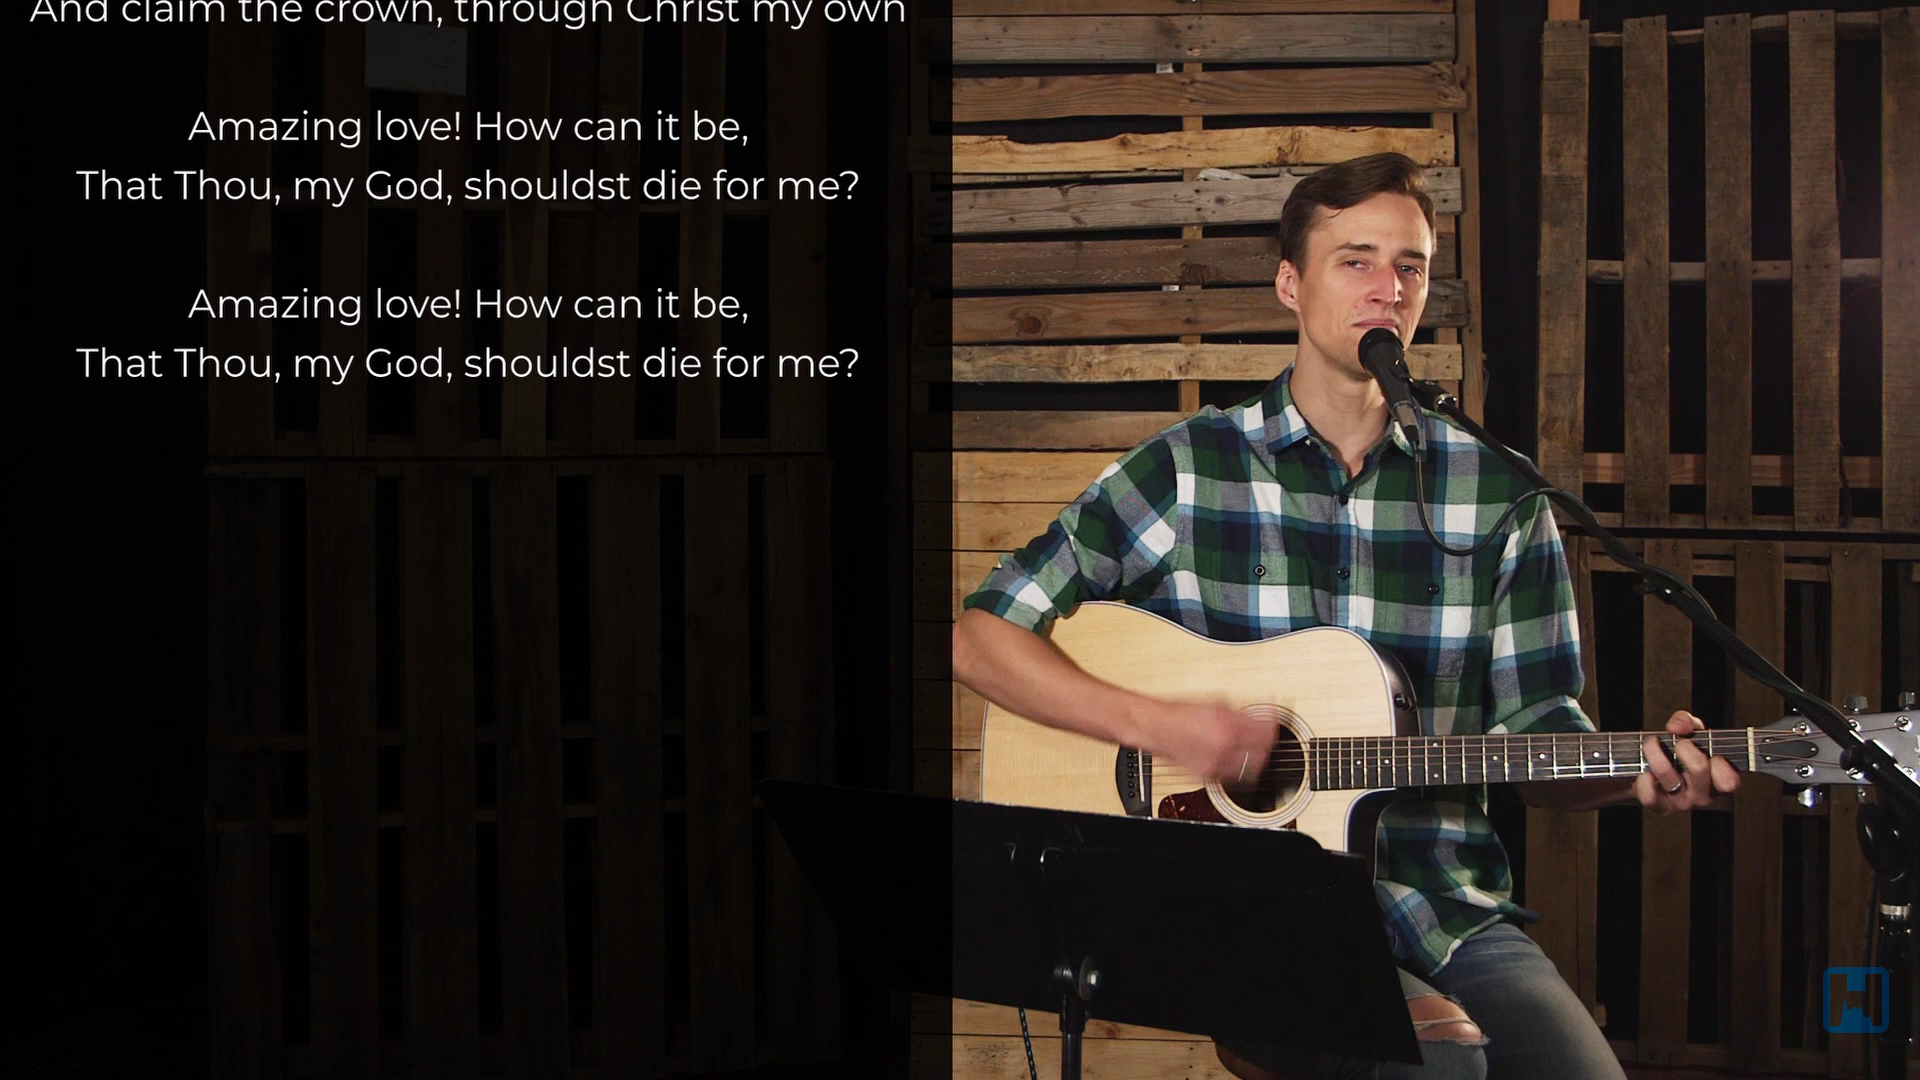 And claim the crown, through Christ my own
Amazing love! How can it be,
That Thou, my God, shouldst die for me?
Amazing love! How can it be,
That Thou, my God, shouldst die for me?